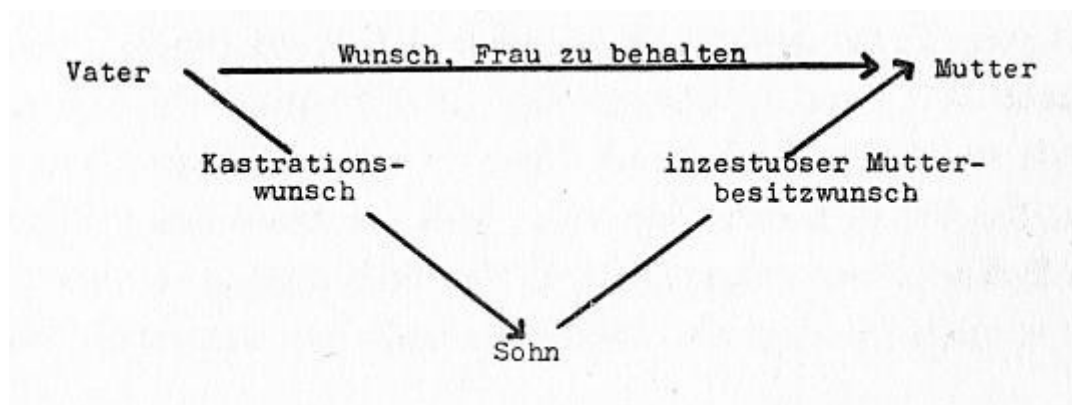 Wunsch, Frau zu behalten
Vater
Mutter
Kastrations-
wunsch
inzestuöser Mutter-
besitzwunsch
Sohn